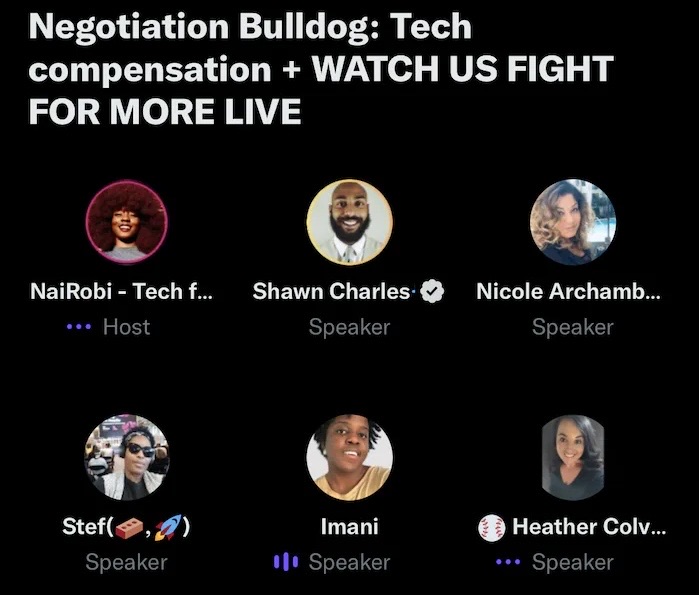 Negotiation Bulldog: Tech
compensation + WATCH US FIGHT
FOR MORE LIVE
NaiRobi - Tech f...
Shawn Charles
Nicole Archamb...
Host
Speaker
Speaker
Stef(🧱,🚀)
Imani
⚾ Heather Colv...
Speaker
Speaker
Speaker